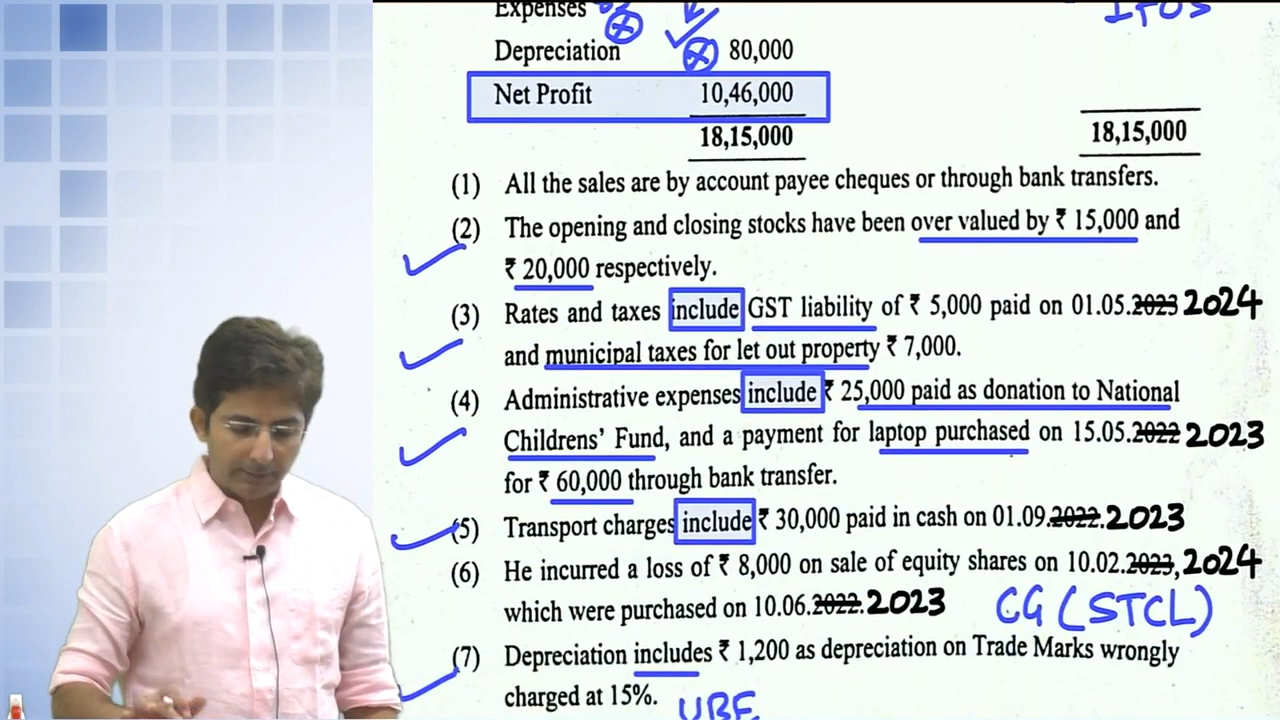 Expenses
IFOS
Depreciation 80,000
Net Profit 10,46,000
18,15,000 18,15,000
(1) All the sales are by account payee cheques or through bank transfers.
(2) The opening and closing stocks have been over valued by ₹ 15,000 and
₹ 20,000 respectively.
(3) Rates and taxes include GST liability of ₹ 5,000 paid on 01.05.2023 2024
and municipal taxes for let out property ₹ 7,000.
(4) Administrative expenses include ₹ 25,000 paid as donation to National
Childrens' Fund, and a payment for laptop purchased on 15.05.2022 2023
for ₹ 60,000 through bank transfer.
(5) Transport charges include ₹ 30,000 paid in cash on 01.09.2022. 2023
(6) He incurred a loss of ₹ 8,000 on sale of equity shares on 10.02.2023, 2024
which were purchased on 10.06.2022. 2023 CG (STCL)
(7) Depreciation includes ₹ 1,200 as depreciation on Trade Marks wrongly
charged at 15%.